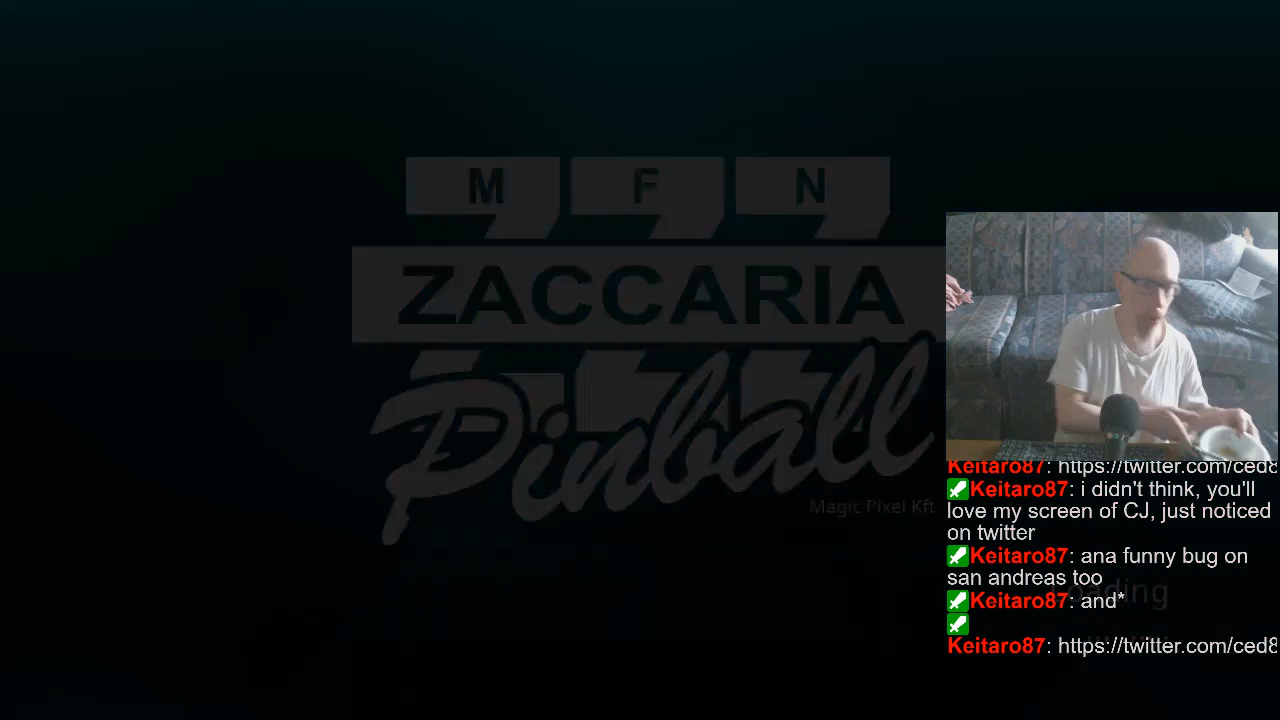 M F N
ZACCARIA
Pinball
Magic Pixel Kft
Loading
Keitaro87: https://twitter.com/ced8
Keitaro87: i didn't think, you'll
love my screen of CJ, just noticed
on twitter
Keitaro87: ana funny bug on
san andreas too
Keitaro87: and*
Keitaro87: https://twitter.com/ced8